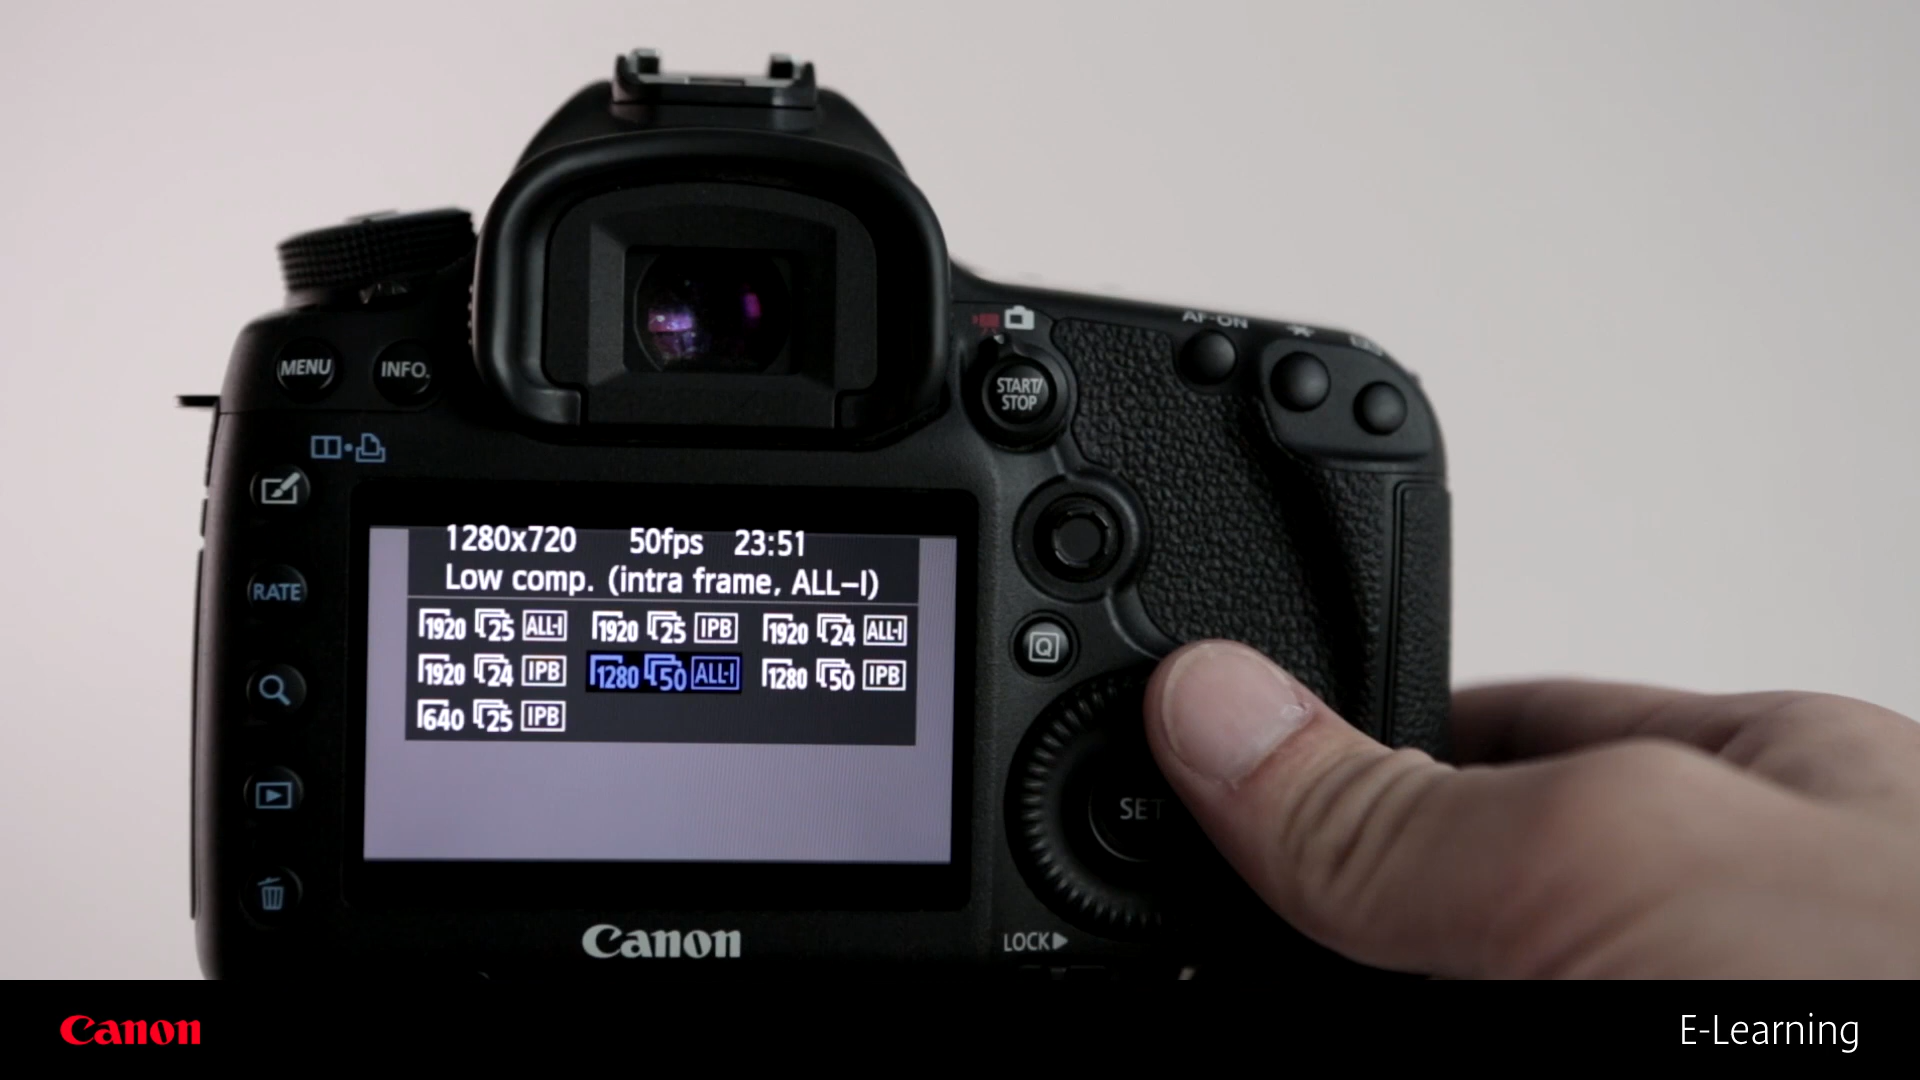 AF-ON
MENU
INFO.
START/
STOP
RATE
1280x720 50fps 23:51
Low comp. (intra frame, ALL-I)
1920 25 ALL-I 1920 25 IPB 1920 24 ALL-I
1920 24 IPB 1280 50 ALL-I 1280 50 IPB
640 25 IPB
Q
SET
Canon
LOCK▶
Canon
E-Learning